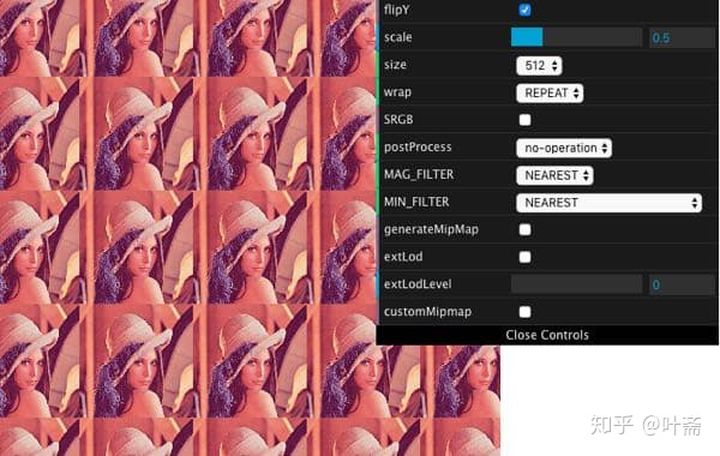 flipY
scale 0.5
size 512
wrap REPEAT
SRGB
postProcess no-operation
MAG_FILTER NEAREST
MIN_FILTER NEAREST
generateMipMap
extLod
extLodLevel 0
customMipmap
Close Controls
知乎 @叶斋